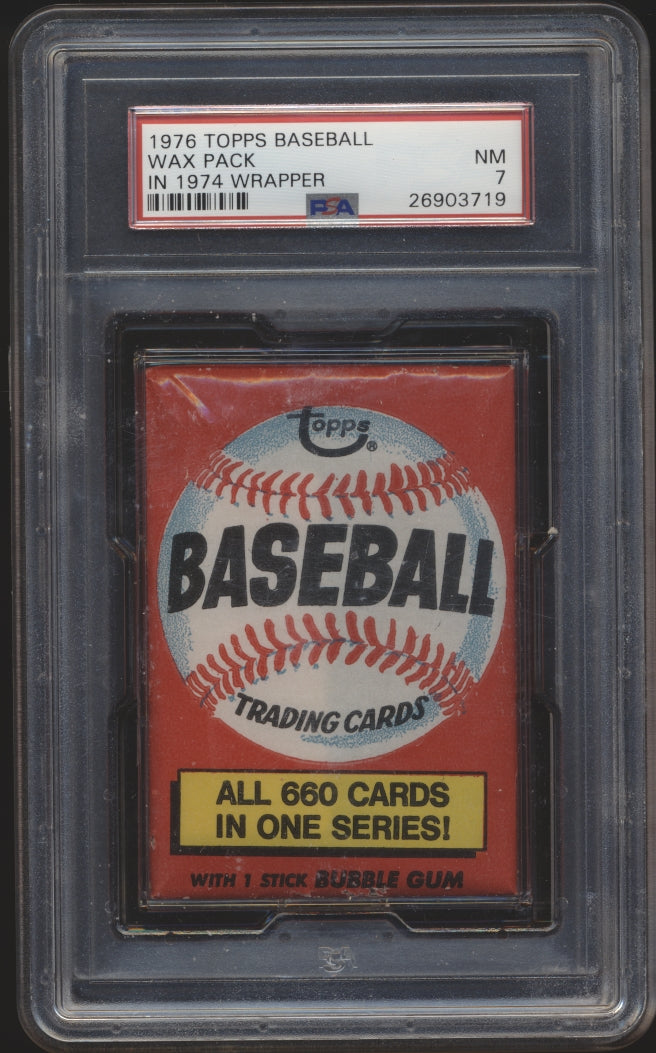 1976 TOPPS BASEBALL
WAX PACK
NM
IN 1974 WRAPPER
7
PSA
26903719
topps®
BASEBALL
TRADING CARDS
ALL 660 CARDS
IN ONE SERIES!
WITH 1 STICK BUBBLE GUM